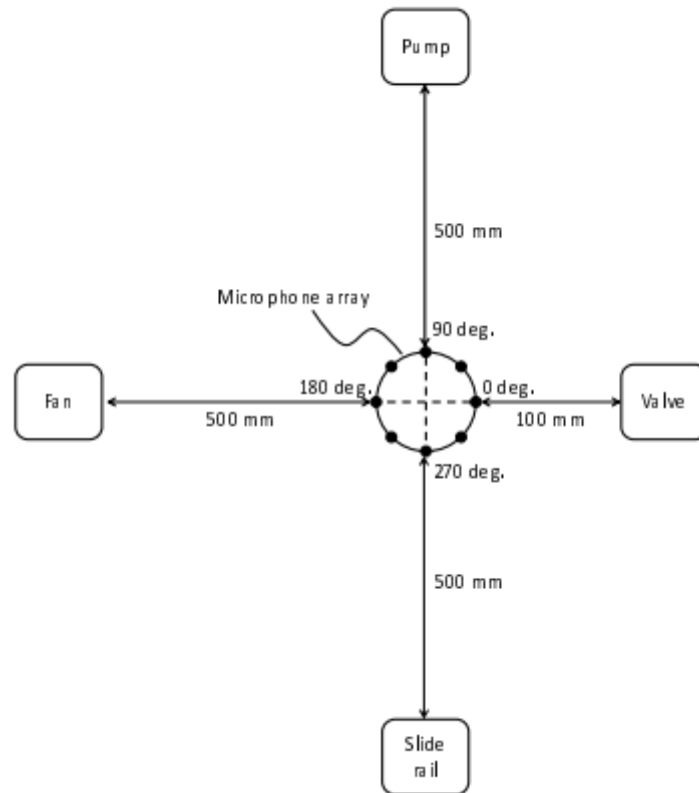 Pump
500 mm
Microphone array
90 deg.
180 deg.
0 deg.
Fan
Valve
500 mm
100 mm
270 deg.
500 mm
Slide
rail